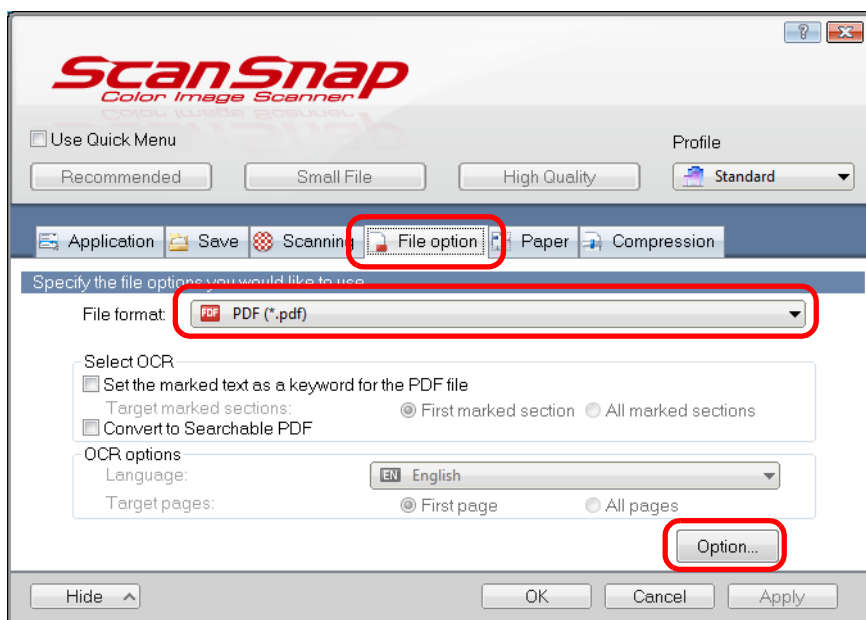 ScanSnap
Color Image Scanner
Use Quick Menu
Profile
Recommended Small File High Quality Standard
Application Save Scanning File option Paper Compression
Specify the file options you would like to use.
File format: PDF PDF (*.pdf)
Select OCR
Set the marked text as a keyword for the PDF file
Target marked sections: First marked section All marked sections
Convert to Searchable PDF
OCR options
Language: EN English
Target pages: First page All pages
Option...
Hide OK Cancel Apply